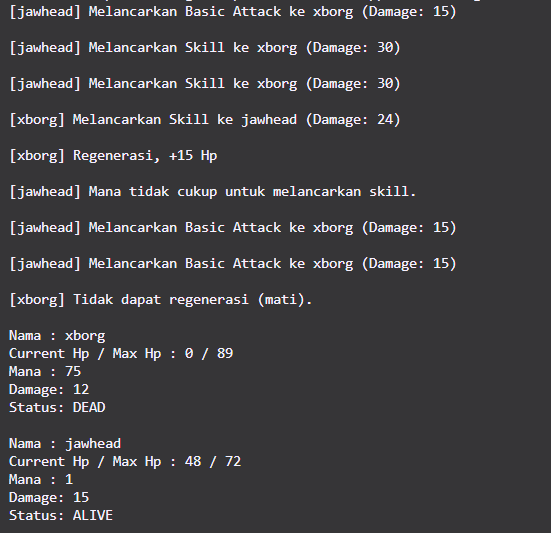 [jawhead] Melancarkan Basic Attack ke xborg (Damage: 15)
[jawhead] Melancarkan Skill ke xborg (Damage: 30)
[jawhead] Melancarkan Skill ke xborg (Damage: 30)
[xborg] Melancarkan Skill ke jawhead (Damage: 24)
[xborg] Regenerasi, +15 Hp
[jawhead] Mana tidak cukup untuk melancarkan skill.
[jawhead] Melancarkan Basic Attack ke xborg (Damage: 15)
[jawhead] Melancarkan Basic Attack ke xborg (Damage: 15)
[xborg] Tidak dapat regenerasi (mati).
Nama : xborg
Current Hp / Max Hp : 0 / 89
Mana : 75
Damage: 12
Status: DEAD
Nama : jawhead
Current Hp / Max Hp : 48 / 72
Mana : 1
Damage: 15
Status: ALIVE